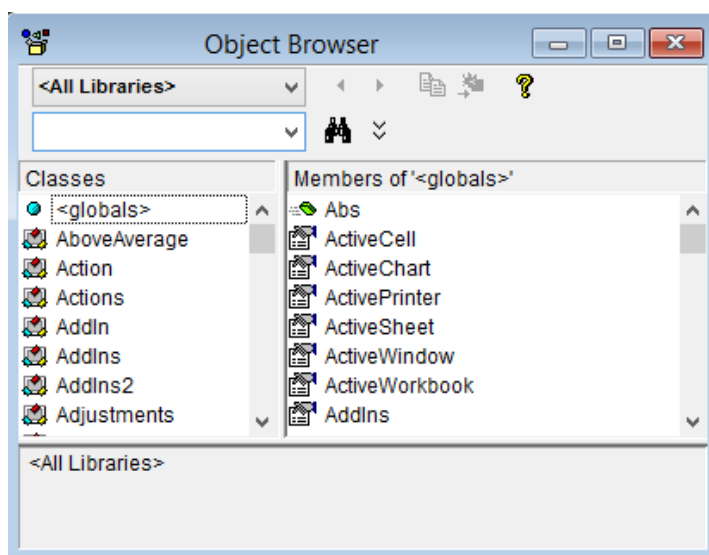 Object Browser
<All Libraries>
Classes
Members of '<globals>'
<globals>
Abs
AboveAverage
ActiveCell
Action
ActiveChart
Actions
ActivePrinter
AddIn
ActiveSheet
AddIns
ActiveWindow
AddIns2
ActiveWorkbook
Adjustments
AddIns
<All Libraries>